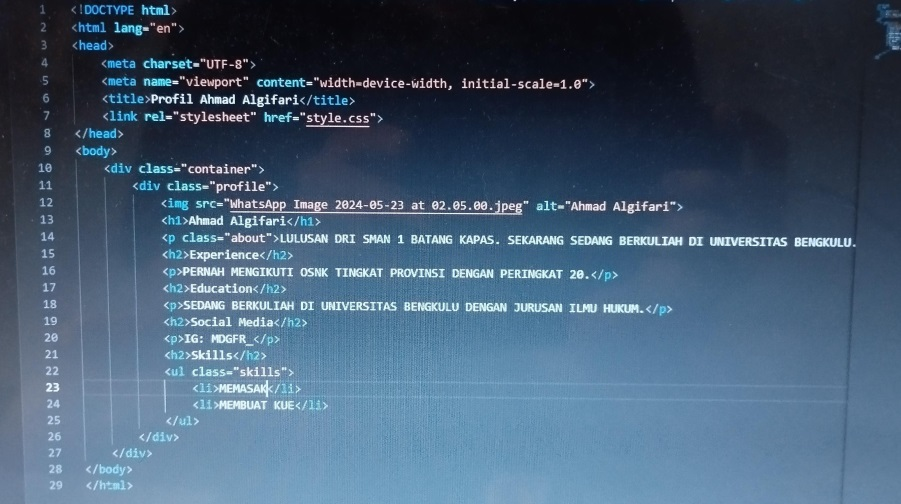 1 <!DOCTYPE html>
2 <html lang="en">
3 <head>
4 <meta charset="UTF-8">
5 <meta name="viewport" content="width=device-width, initial-scale=1.0">
6 <title>Profil Ahmad Algifari</title>
7 <link rel="stylesheet" href="style.css">
8 </head>
9 <body>
10 <div class="container">
11 <div class="profile">
12 <img src="WhatsApp Image 2024-05-23 at 02.05.00.jpeg" alt="Ahmad Algifari">
13 <h1>Ahmad Algifari</h1>
14 <p class="about">LULUSAN DRI SMAN 1 BATANG KAPAS. SEKARANG SEDANG BERKULIAH DI UNIVERSITAS BENGKULU.
15 <h2>Experience</h2>
16 <p>PERNAH MENGIKUTI OSNK TINGKAT PROVINSI DENGAN PERINGKAT 20.</p>
17 <h2>Education</h2>
18 <p>SEDANG BERKULIAH DI UNIVERSITAS BENGKULU DENGAN JURUSAN ILMU HUKUM.</p>
19 <h2>Social Media</h2>
20 <p>IG: MDGFR_</p>
21 <h2>Skills</h2>
22 <ul class="skills">
23 <li>MEMASAK</li>
24 <li>MEMBUAT KUE</li>
25 </ul>
26 </div>
27 </div>
28 </body>
29 </html>